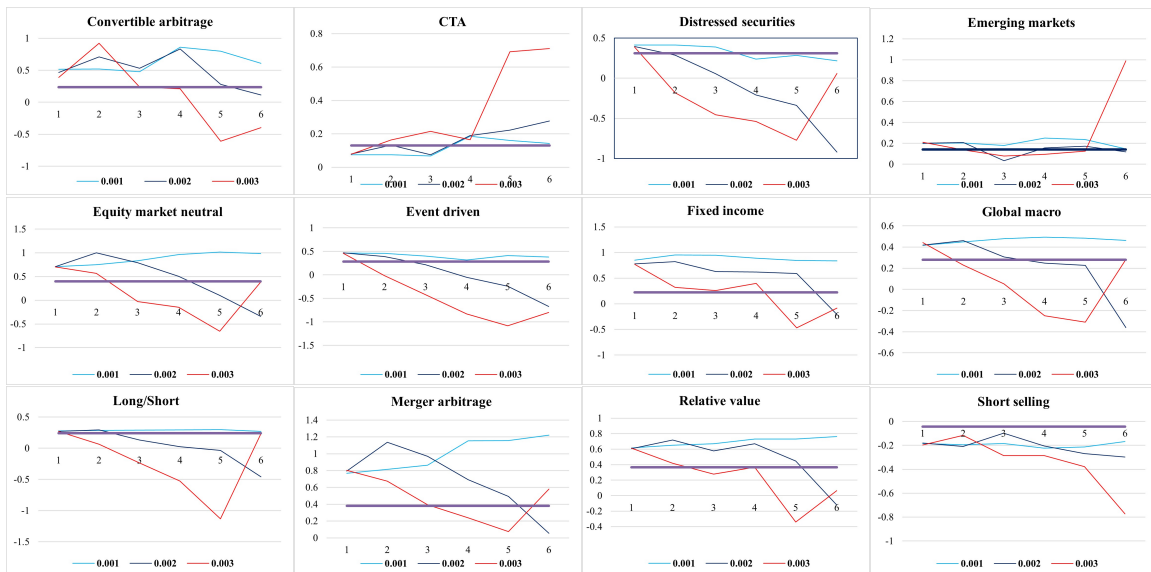 Convertible arbitrage
1
0.5
0
-0.5
-1
1 2 3 4 5 6
0.001 0.002 0.003
CTA
0.8
0.6
0.4
0.2
0
1 2 3 4 5 6
0.001 0.002 0.003
Distressed securities
0.5
0
-0.5
-1
1 2 3 4 5 6
0.001 0.002 0.003
Emerging markets
1.2
1
0.8
0.6
0.4
0.2
0
1 2 3 4 5 6
0.001 0.002 0.003
Equity market neutral
1.5
1
0.5
0
-0.5
-1
1 2 3 4 5 6
0.001 0.002 0.003
Event driven
1
0.5
0
-0.5
-1
-1.5
1 2 3 4 5 6
0.001 0.002 0.003
Fixed income
1.5
1
0.5
0
-0.5
-1
1 2 3 4 5 6
0.001 0.002 0.003
Global macro
0.6
0.4
0.2
0
-0.2
-0.4
-0.6
1 2 3 4 5 6
0.001 0.002 0.003
Long/Short
0.5
0
-0.5
-1
-1.5
1 2 3 4 5 6
0.001 0.002 0.003
Merger arbitrage
1.4
1.2
1
0.8
0.6
0.4
0.2
0
1 2 3 4 5 6
0.001 0.002 0.003
Relative value
1
0.8
0.6
0.4
0.2
0
-0.2
-0.4
1 2 3 4 5 6
0.001 0.002 0.003
Short selling
0
-0.2
-0.4
-0.6
-0.8
-1
1 2 3 4 5 6
0.001 0.002 0.003